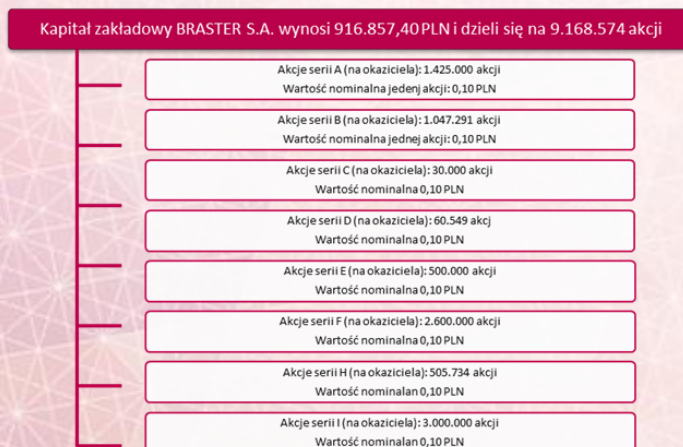 Kapitał zakładowy BRASTER S.A. wynosi 916.857,40 PLN i dzieli się na 9.168.574 akcji
Akcje serii A (na okaziciela): 1.425.000 akcji
Wartość nominalna jedenj akcji: 0,10 PLN
Akcje serii B (na okaziciela): 1.047.291 akcji
Wartość nominalna jednej akcji: 0,10 PLN
Akcje serii C (na okaziciela): 30.000 akcji
Wartość nominalna 0,10 PLN
Akcje serii D (na okaziciela): 60.549 akcj
Wartość nominalna 0,10 PLN
Akcje serii E (na okaziciela): 500.000 akcji
Wartość nominalna 0,10 PLN
Akcje serii F (na okaziciela): 2.600.000 akcji
Wartość nominalna 0,10 PLN
Akcje serii H (na okaziciela): 505.734 akcji
Wartość nominalan 0,10 PLN
Akcje serii I (na okaziciela): 3.000.000 akcji
Wartość nominalan 0,10 PLN